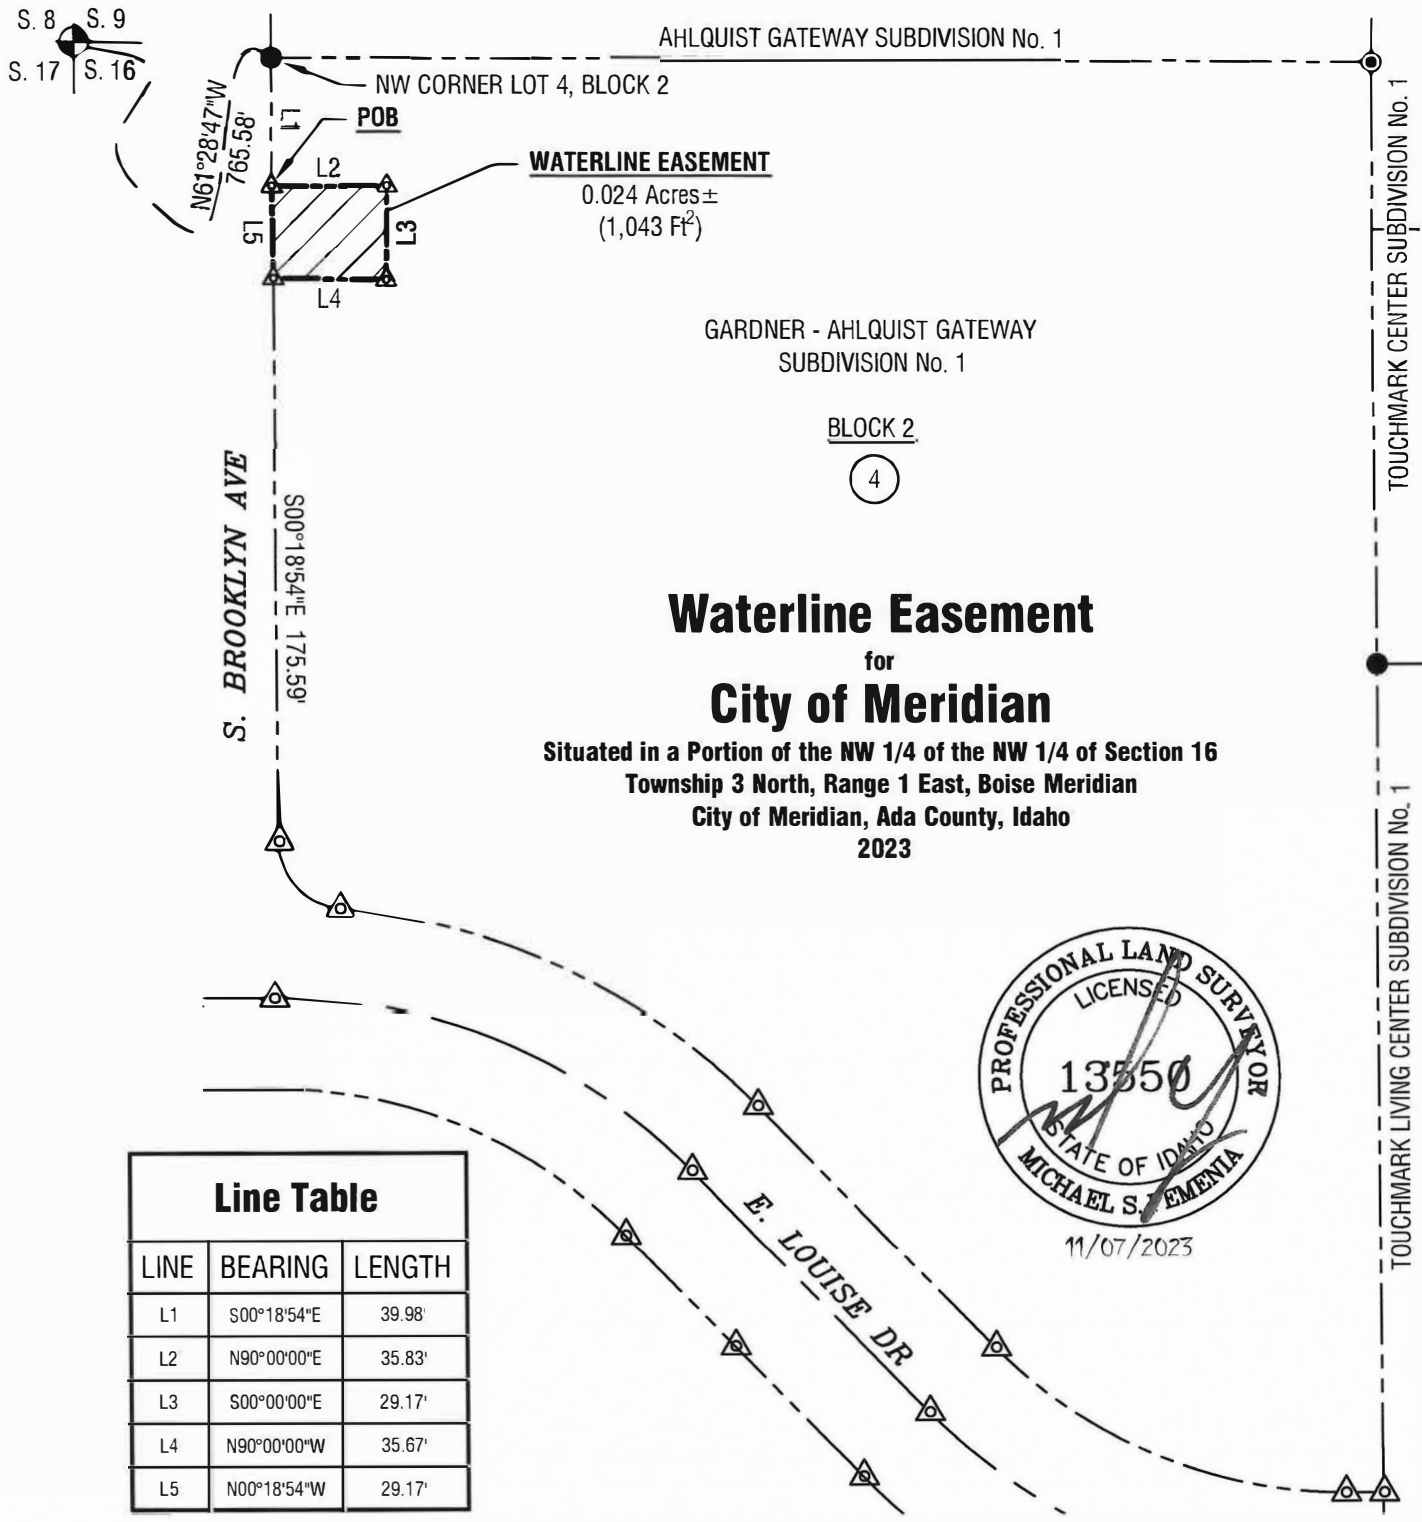 S. 8
S. 9
S. 17
S. 16
AHLQUIST GATEWAY SUBDIVISION No. 1
NW CORNER LOT 4, BLOCK 2
N61°28'47"W
765.58'
L1
POB
L2
WATERLINE EASEMENT
0.024 Acres±
(1,043 Ft²)
L5
L3
L4
TOUCHMARK CENTER SUBDIVISION No. 1
GARDNER - AHLQUIST GATEWAY
SUBDIVISION No. 1
BLOCK 2
4
S. BROOKLYN AVE
S00°18'54"E 175.59'
Waterline Easement
for
City of Meridian
Situated in a Portion of the NW 1/4 of the NW 1/4 of Section 16
Township 3 North, Range 1 East, Boise Meridian
City of Meridian, Ada County, Idaho
2023
TOUCHMARK LIVING CENTER SUBDIVISION No. 1
PROFESSIONAL LAND SURVEYOR
LICENSED
13550
STATE OF IDAHO
MICHAEL S.
11/07/2023
E. LOUISE DR
Line Table
LINE BEARING LENGTH
L1 S00°18'54"E 39.98'
L2 N90°00'00"E 35.83'
L3 S00°00'00"E 29.17'
L4 N90°00'00"W 35.67'
L5 N00°18'54"W 29.17'